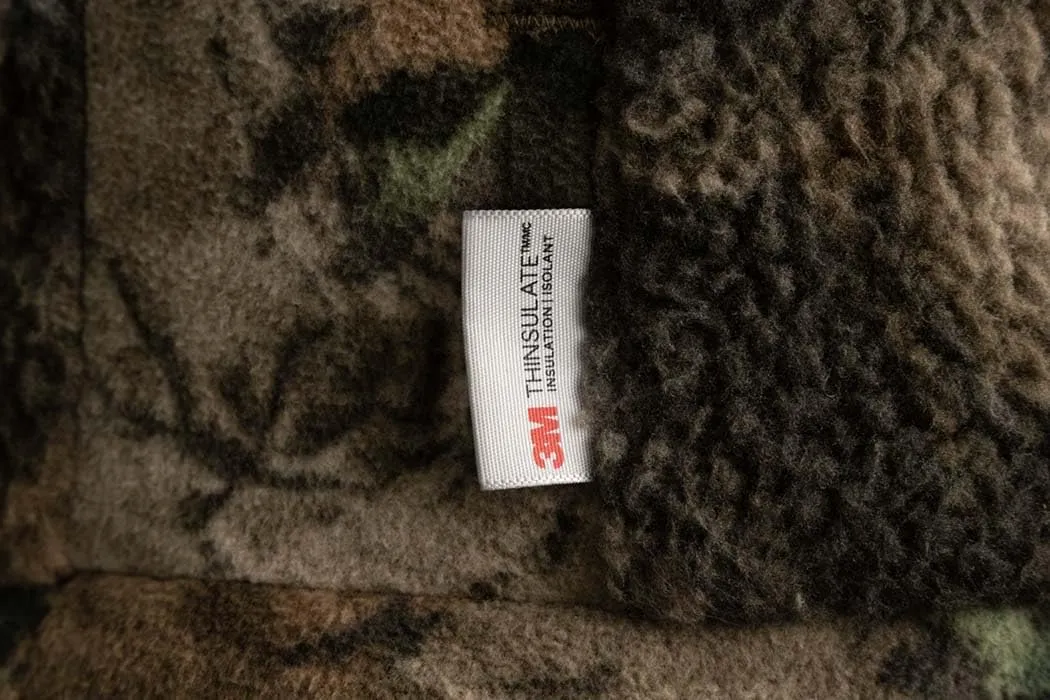 3M THINSULATE™MC
INSULATION | ISOLANT